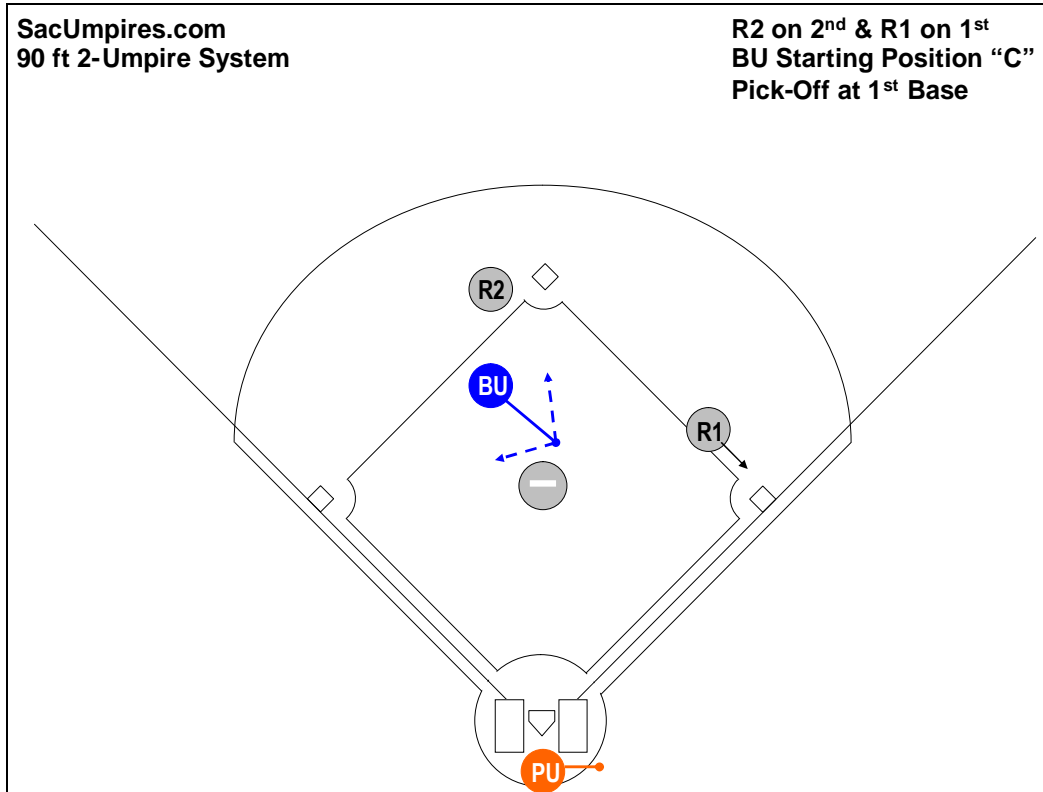 SacUmpires.com
90 ft 2-Umpire System
R2 on 2nd & R1 on 1st
BU Starting Position “C”
Pick-Off at 1st Base
R2
BU
R1
PU